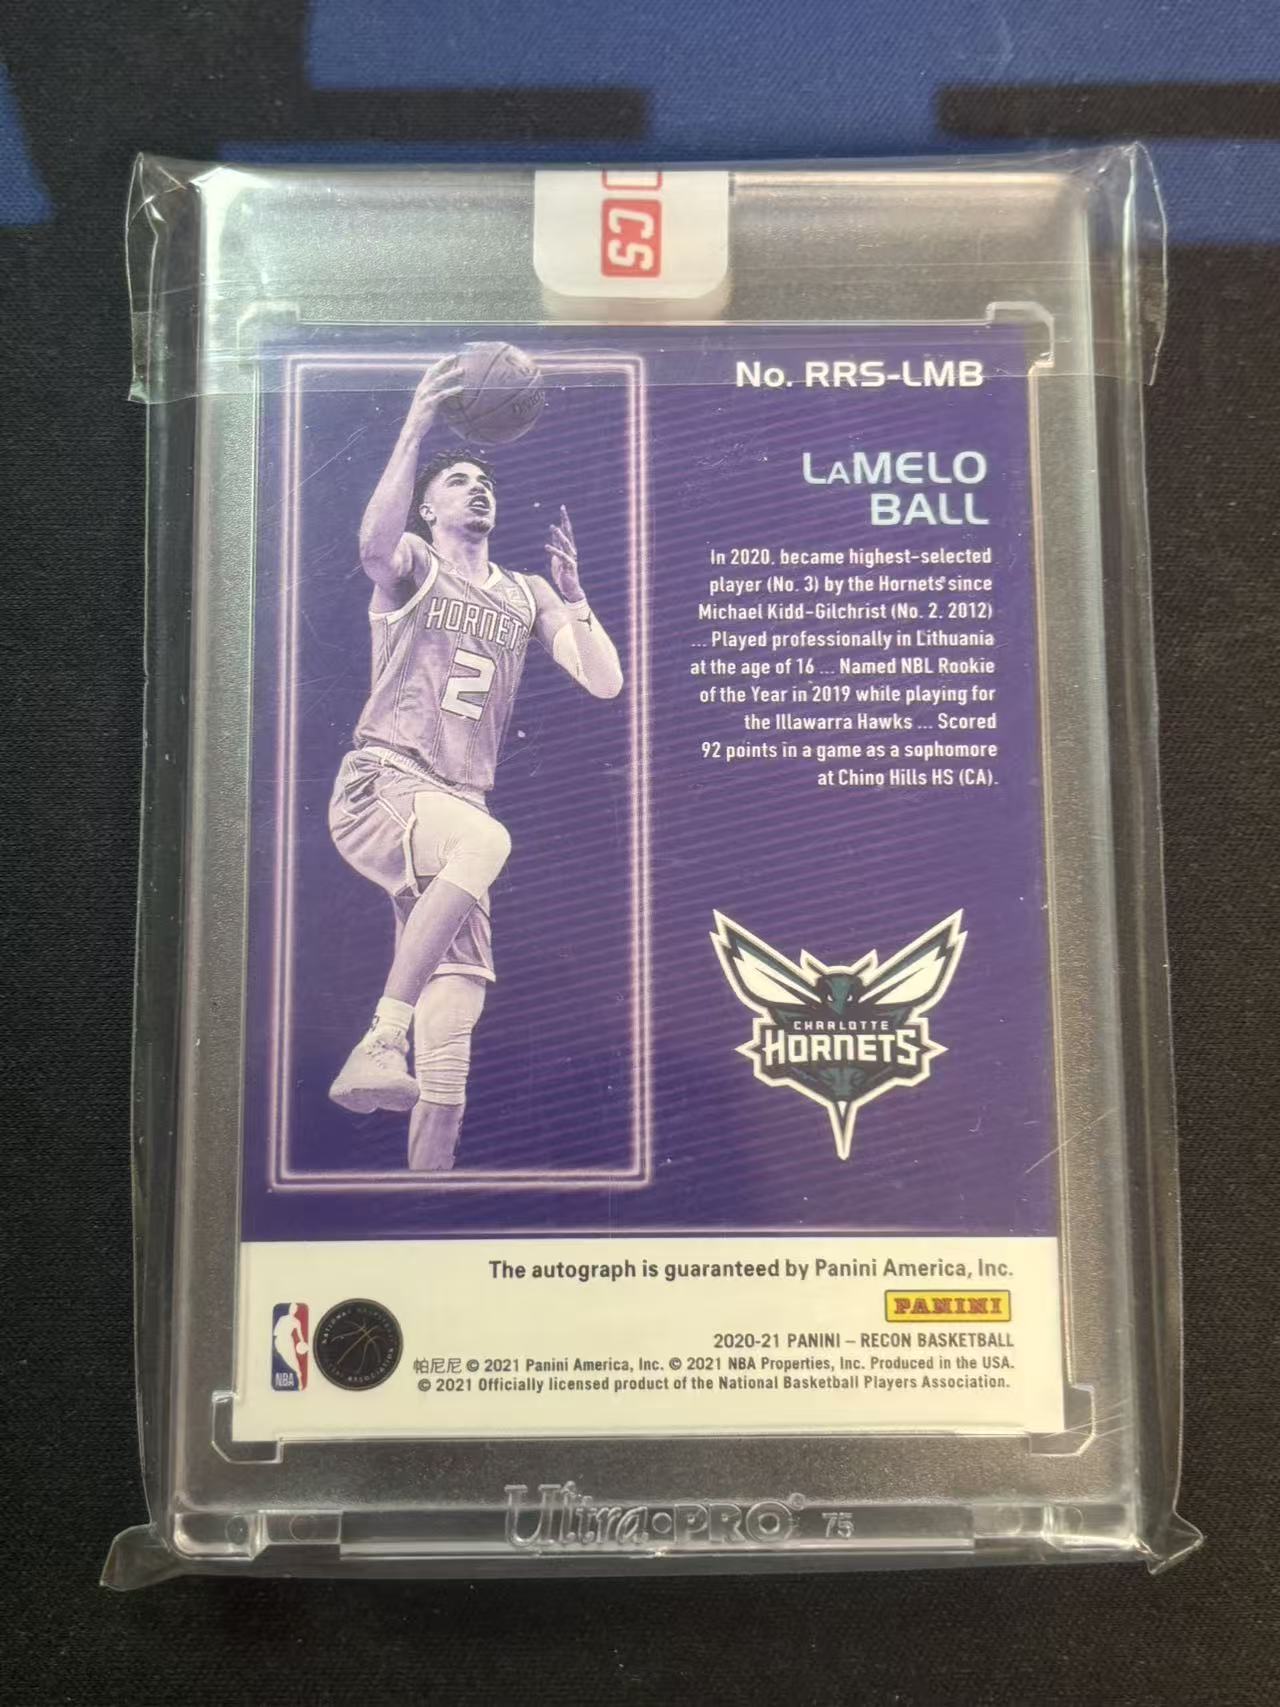 CS
No. RRS-LMB
LaMELO
BALL
In 2020, became highest-selected
player (No. 3) by the Hornets since
Michael Kidd-Gilchrist (No. 2, 2012)
... Played professionally in Lithuania
at the age of 16 ... Named NBL Rookie
of the Year in 2019 while playing for
the Illawarra Hawks ... Scored
92 points in a game as a sophomore
at Chino Hills HS (CA).
HORNETS
2
CHARLOTTE
HORNETS
The autograph is guaranteed by Panini America, Inc.
PANINI
2020-21 PANINI – RECON BASKETBALL
帕尼尼 © 2021 Panini America, Inc. © 2021 NBA Properties, Inc. Produced in the USA.
© 2021 Officially licensed product of the National Basketball Players Association.
NBA
Ultra•PRO® 75